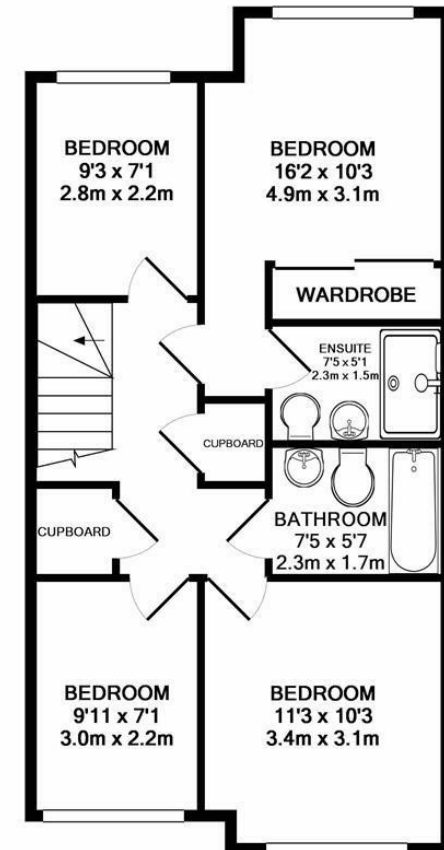 BEDROOM
9'3 x 7'1
2.8m x 2.2m
BEDROOM
16'2 x 10'3
4.9m x 3.1m
WARDROBE
ENSUITE
7'5 x 5'1
2.3m x 1.5m
CUPBOARD
CUPBOARD
BATHROOM
7'5 x 5'7
2.3m x 1.7m
BEDROOM
9'11 x 7'1
3.0m x 2.2m
BEDROOM
11'3 x 10'3
3.4m x 3.1m